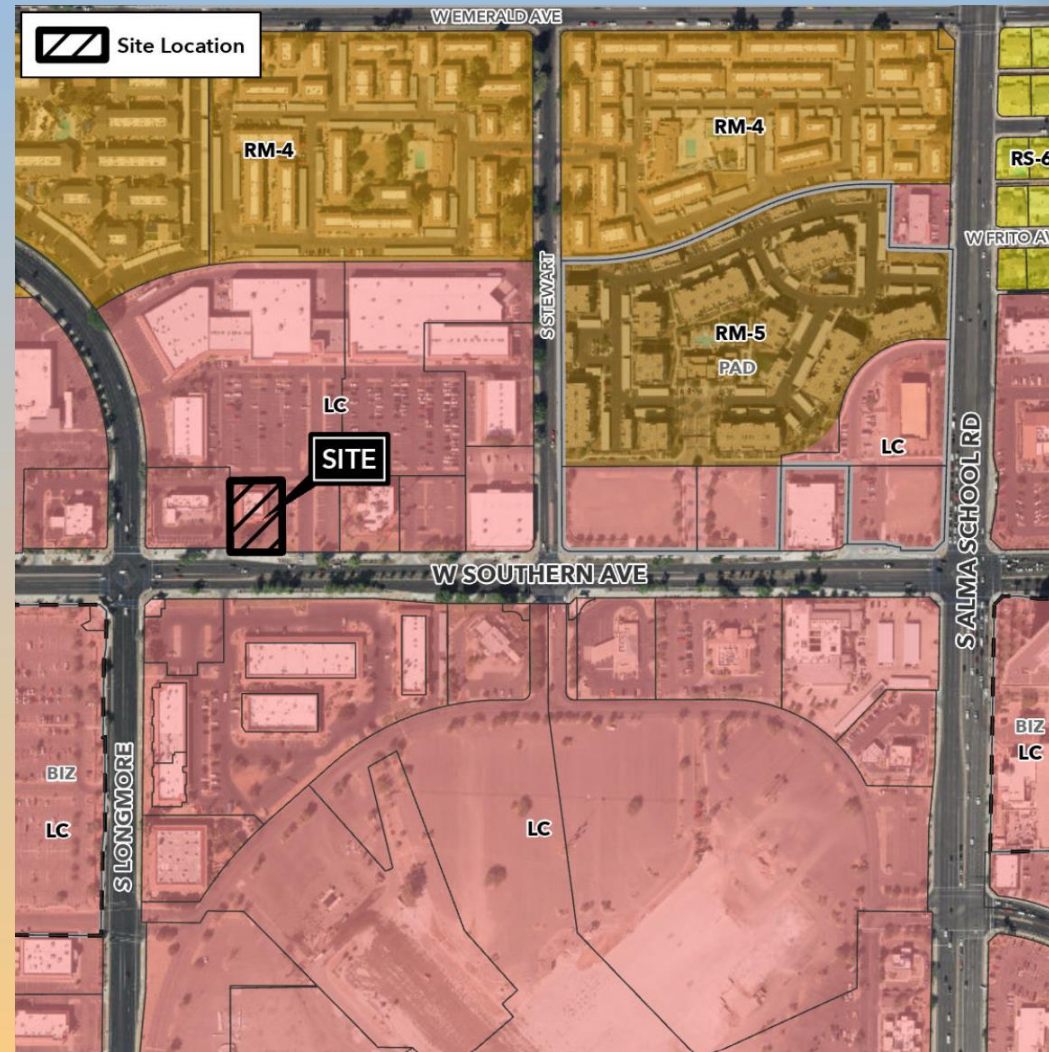 W EMERALD AVE
Site Location
RM-4
RM-4
RS-6
W FRITO AV
S STEWART
RM-5
PAD
LC
LC
SITE
S ALMA SCHOOL RD
W SOUTHERN AVE
BIZ
LC
BIZ
LC
S LONGMORE
LC